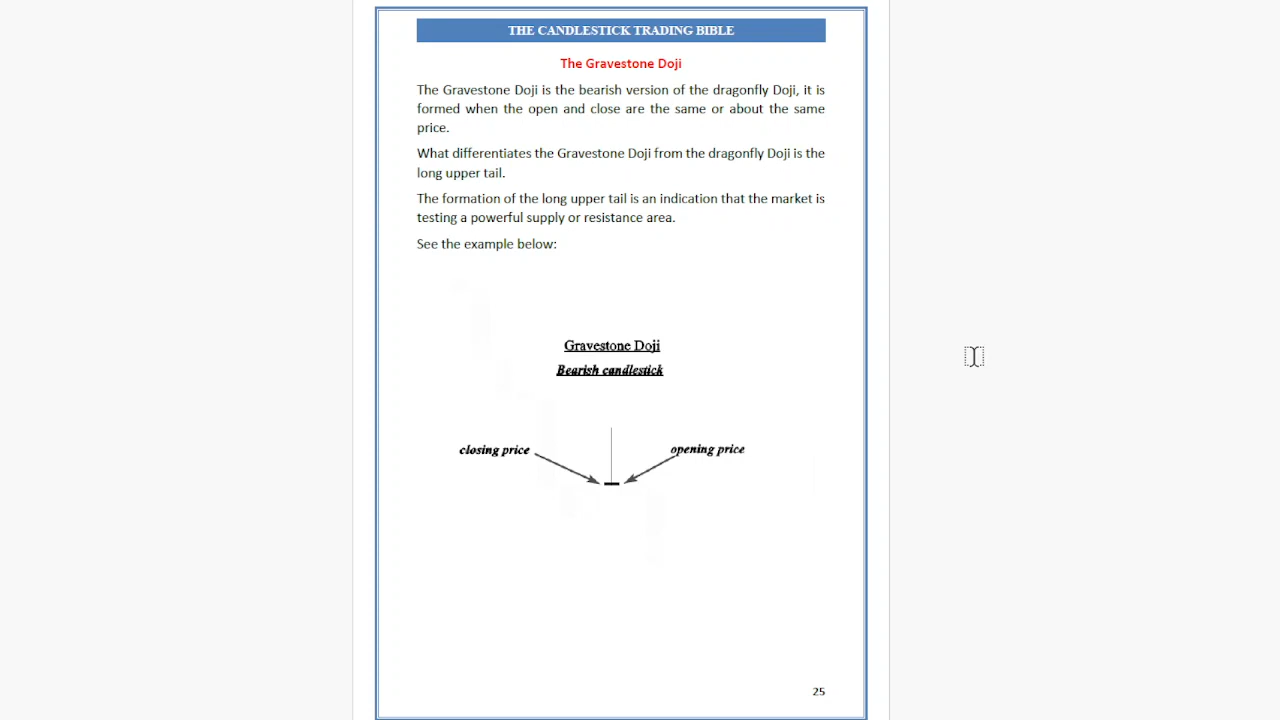 THE CANDLESTICK TRADING BIBLE
The Gravestone Doji
The Gravestone Doji is the bearish version of the dragonfly Doji, it is
formed when the open and close are the same or about the same
price.
What differentiates the Gravestone Doji from the dragonfly Doji is the
long upper tail.
The formation of the long upper tail is an indication that the market is
testing a powerful supply or resistance area.
See the example below:
Gravestone Doji
Bearish candlestick
closing price
opening price
25